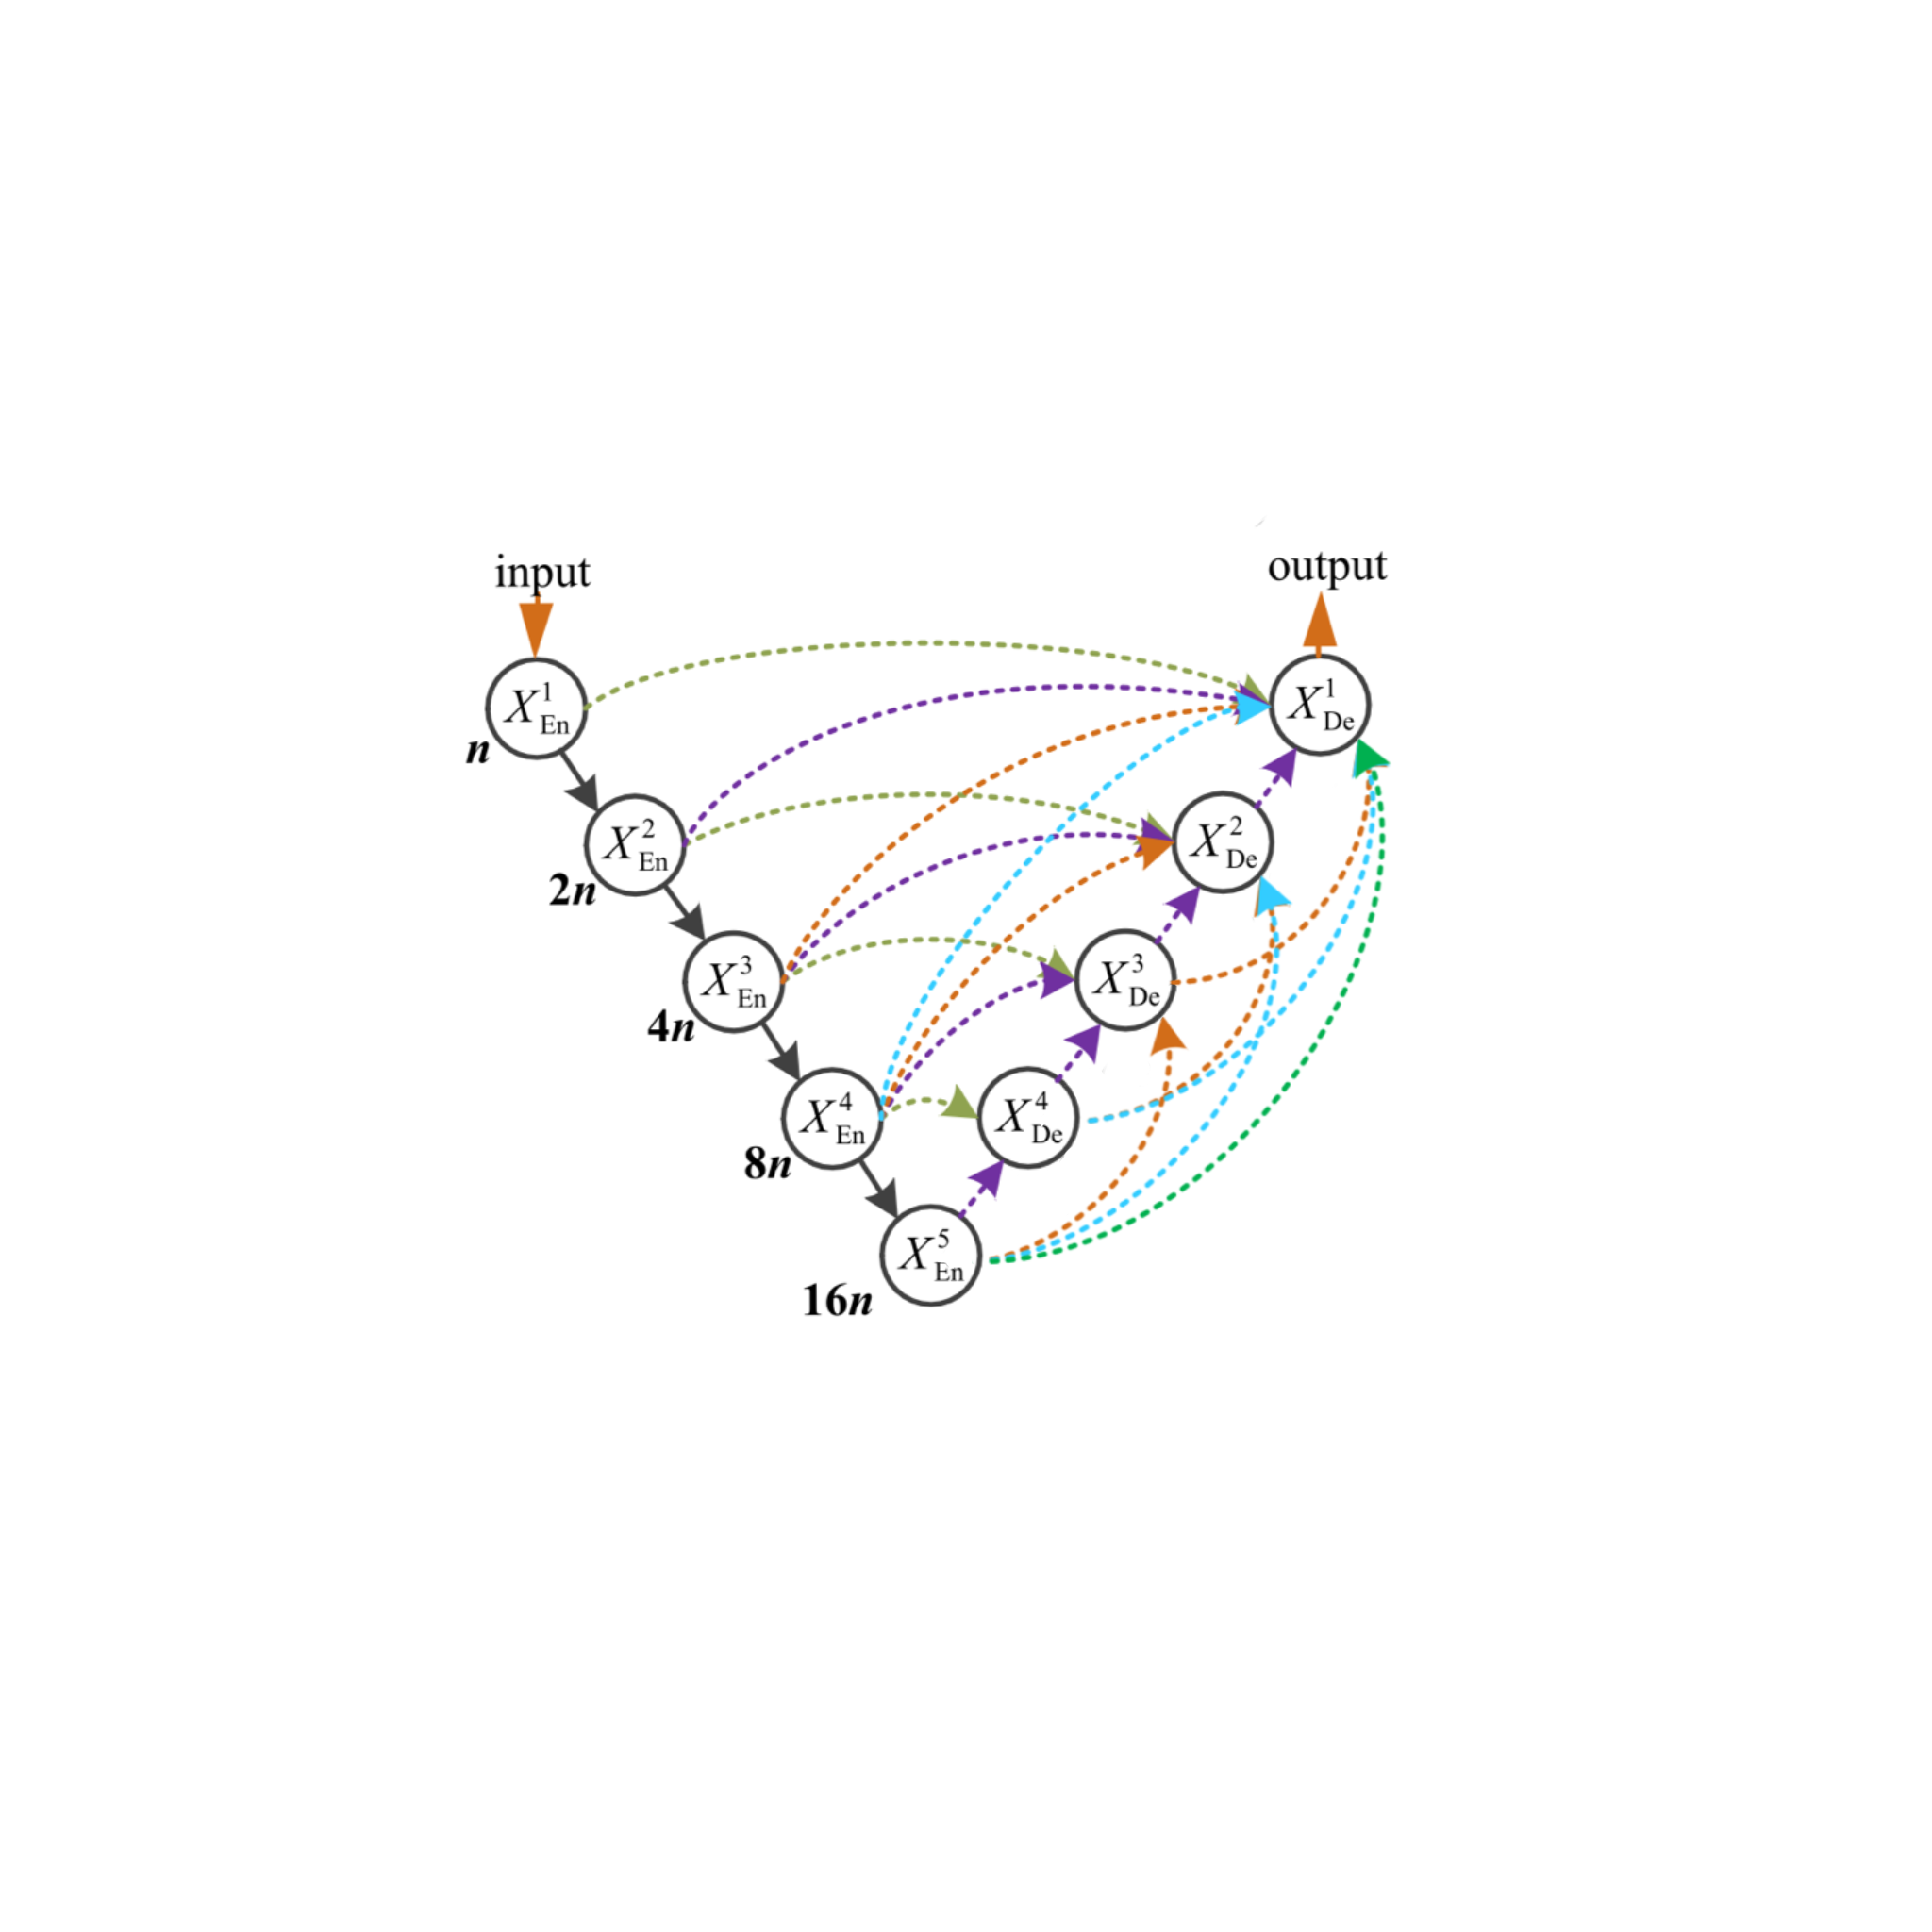 input
output
X¹En
X¹De
n
X²En
X²De
2n
X³En
X³De
4n
X⁴En
X⁴De
8n
X⁵En
16n